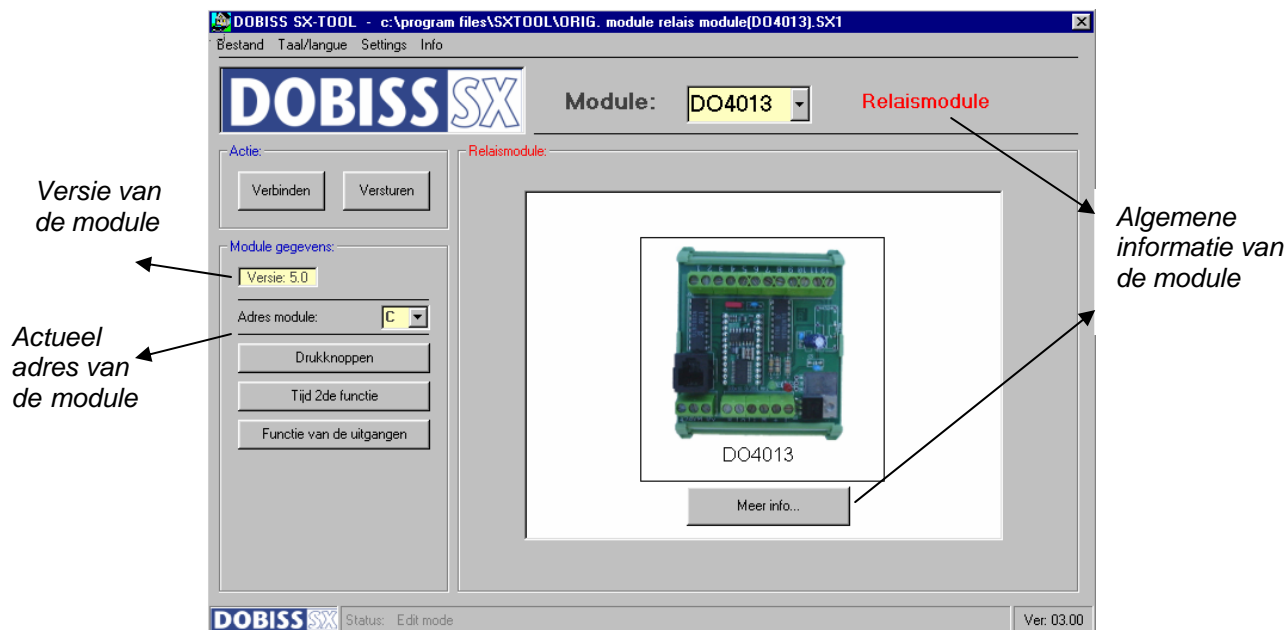 DOBISS SX-TOOL - c:\program files\SXTOOL\ORIG. module relais module(DO4013).SX1
Bestand Taal/langue Settings Info
DOBISS SX
Module: DO4013 Relaismodule
Actie:
Verbinden Versturen
Module gegevens:
Versie: 5.0
Adres module: C
Drukknoppen
Tijd 2de functie
Functie van de uitgangen
Relaismodule:
DO4013
Meer info...
DOBISS SX Status: Edit mode Ver: 03.00
Versie van
de module
Actueel
adres van
de module
Algemene
informatie van
de module